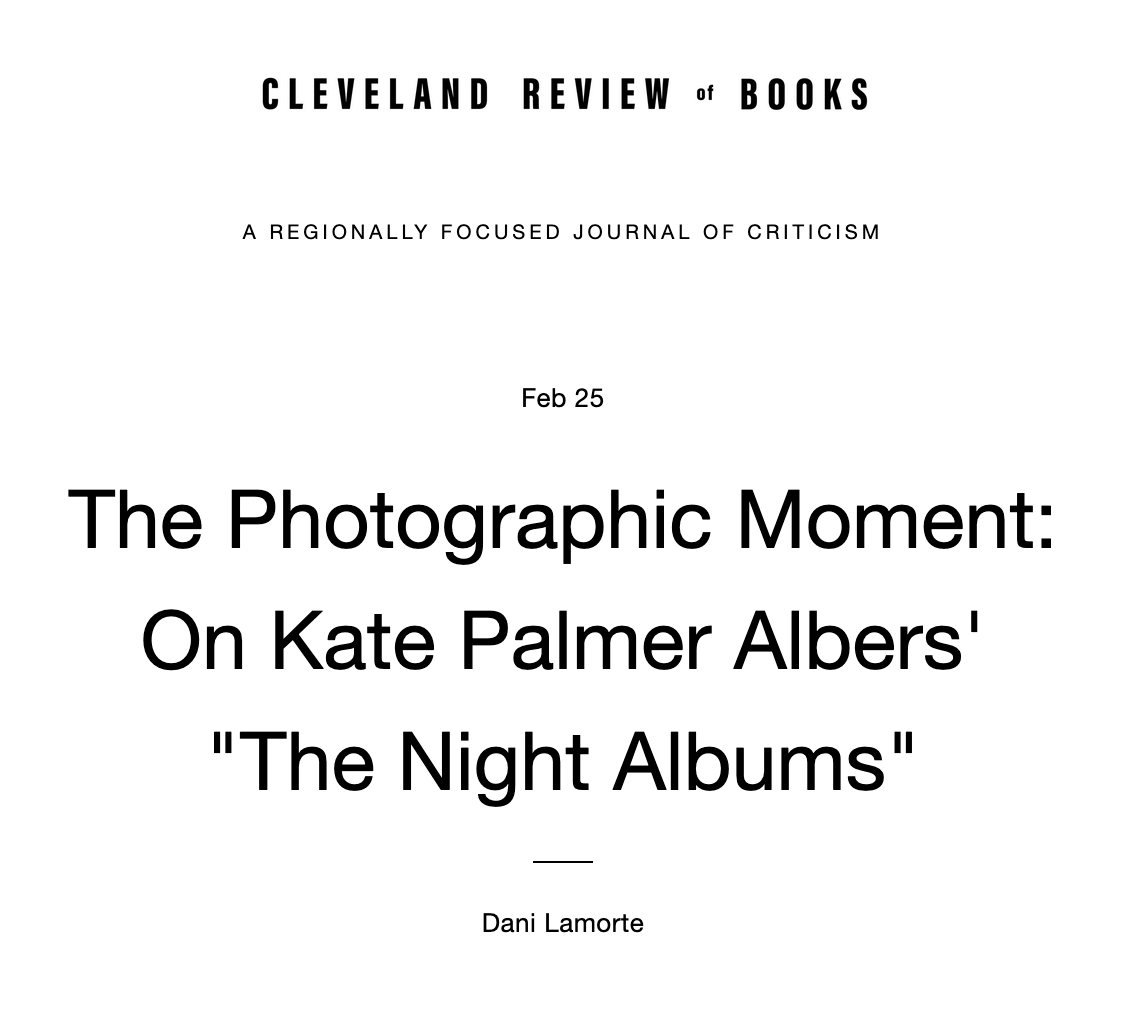 CLEVELAND REVIEW of BOOKS
A REGIONALLY FOCUSED JOURNAL OF CRITICISM
Feb 25
The Photographic Moment:
On Kate Palmer Albers'
"The Night Albums"
Dani Lamorte